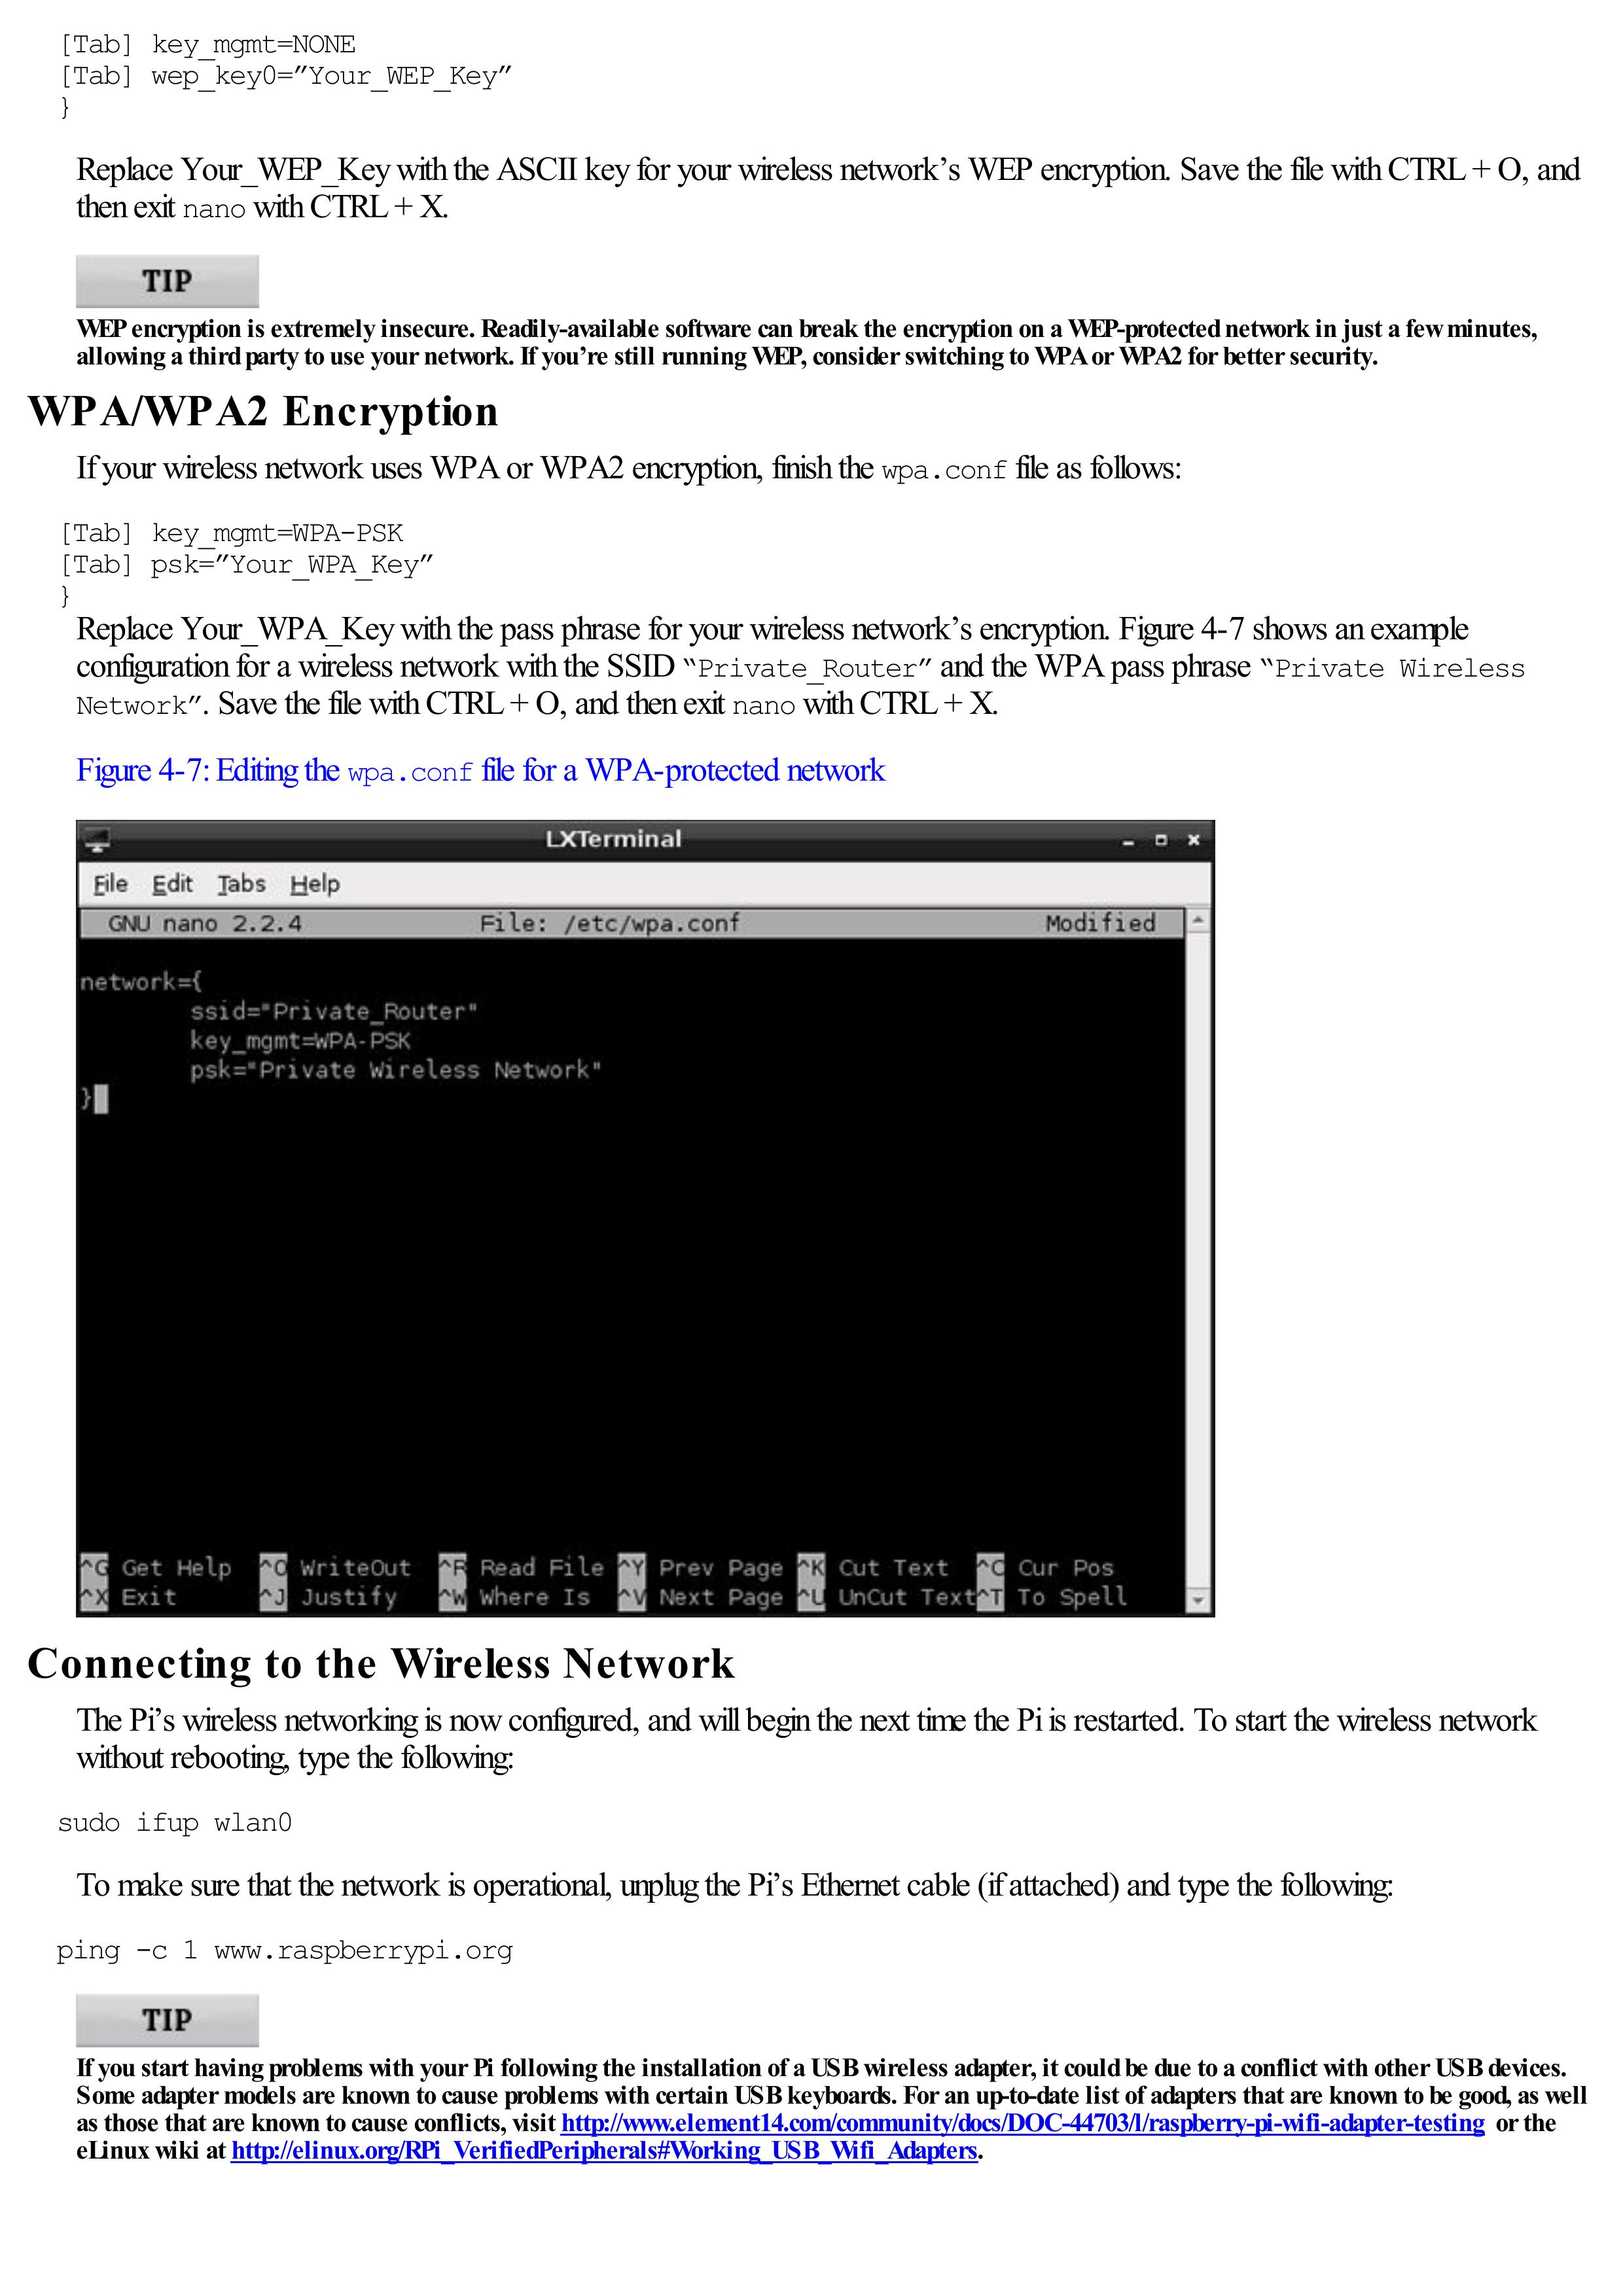 [Tab] key_mgmt=NONE
[Tab] wep_key0=”Your_WEP_Key”
}
Replace Your_WEP_Key with the ASCII key for your wireless network’s WEP encryption. Save the file with CTRL + O, and
then exit nano with CTRL + X.
TIP
WEP encryption is extremely insecure. Readily-available software can break the encryption on a WEP-protected network in just a few minutes,
allowing a third party to use your network. If you’re still running WEP, consider switching to WPA or WPA2 for better security.
WPA/WPA2 Encryption
If your wireless network uses WPA or WPA2 encryption, finish the wpa.conf file as follows:
[Tab] key_mgmt=WPA-PSK
[Tab] psk=”Your_WPA_Key”
}
Replace Your_WPA_Key with the pass phrase for your wireless network’s encryption. Figure 4-7 shows an example
configuration for a wireless network with the SSID “Private_Router” and the WPA pass phrase “Private Wireless
Network”. Save the file with CTRL + O, and then exit nano with CTRL + X.
Figure 4-7: Editing the wpa.conf file for a WPA-protected network
LXTerminal
File Edit Tabs Help
GNU nano 2.2.4 File: /etc/wpa.conf Modified
network={
ssid="Private_Router"
key_mgmt=WPA-PSK
psk="Private Wireless Network"
}
^G Get Help ^O WriteOut ^R Read File ^Y Prev Page ^K Cut Text ^C Cur Pos
^X Exit ^J Justify ^W Where Is ^V Next Page ^U UnCut Text ^T To Spell
Connecting to the Wireless Network
The Pi’s wireless networking is now configured, and will begin the next time the Pi is restarted. To start the wireless network
without rebooting, type the following:
sudo ifup wlan0
To make sure that the network is operational, unplug the Pi’s Ethernet cable (if attached) and type the following:
ping -c 1 www.raspberrypi.org
TIP
If you start having problems with your Pi following the installation of a USB wireless adapter, it could be due to a conflict with other USB devices.
Some adapter models are known to cause problems with certain USB keyboards. For an up-to-date list of adapters that are known to be good, as well
as those that are known to cause conflicts, visit http://www.element14.com/community/docs/DOC-44703/l/raspberry-pi-wifi-adapter-testing or the
eLinux wiki at http://elinux.org/RPi_VerifiedPeripherals#Working_USB_Wifi_Adapters.